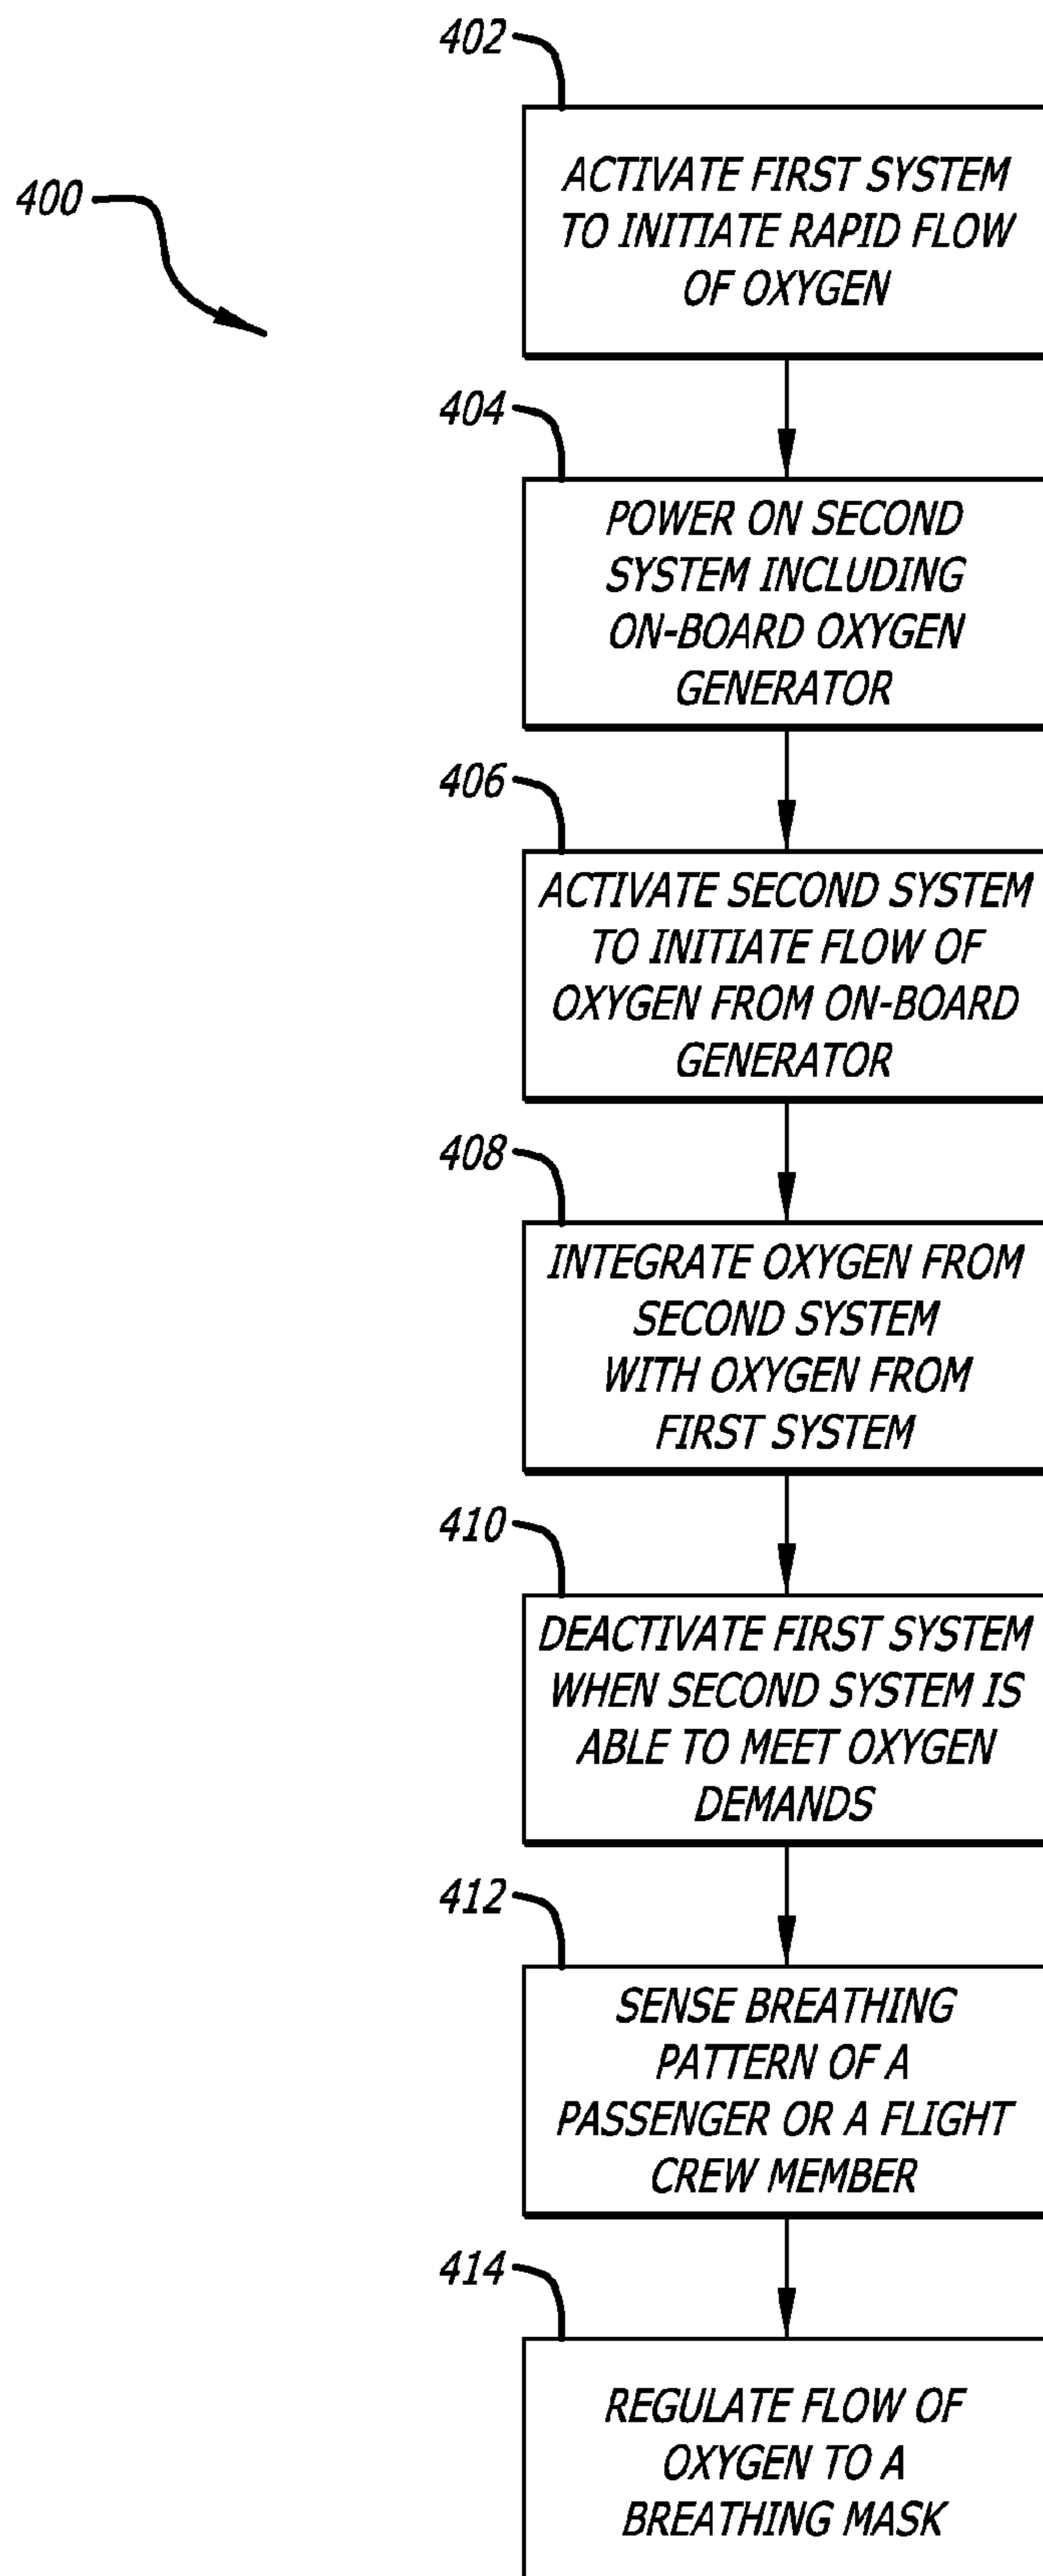 402
ACTIVATE FIRST SYSTEM
TO INITIATE RAPID FLOW
OF OXYGEN
400
404
POWER ON SECOND
SYSTEM INCLUDING
ON-BOARD OXYGEN
GENERATOR
406
ACTIVATE SECOND SYSTEM
TO INITIATE FLOW OF
OXYGEN FROM ON-BOARD
GENERATOR
408
INTEGRATE OXYGEN FROM
SECOND SYSTEM
WITH OXYGEN FROM
FIRST SYSTEM
410
DEACTIVATE FIRST SYSTEM
WHEN SECOND SYSTEM IS
ABLE TO MEET OXYGEN
DEMANDS
412
SENSE BREATHING
PATTERN OF A
PASSENGER OR A FLIGHT
CREW MEMBER
414
REGULATE FLOW OF
OXYGEN TO A
BREATHING MASK